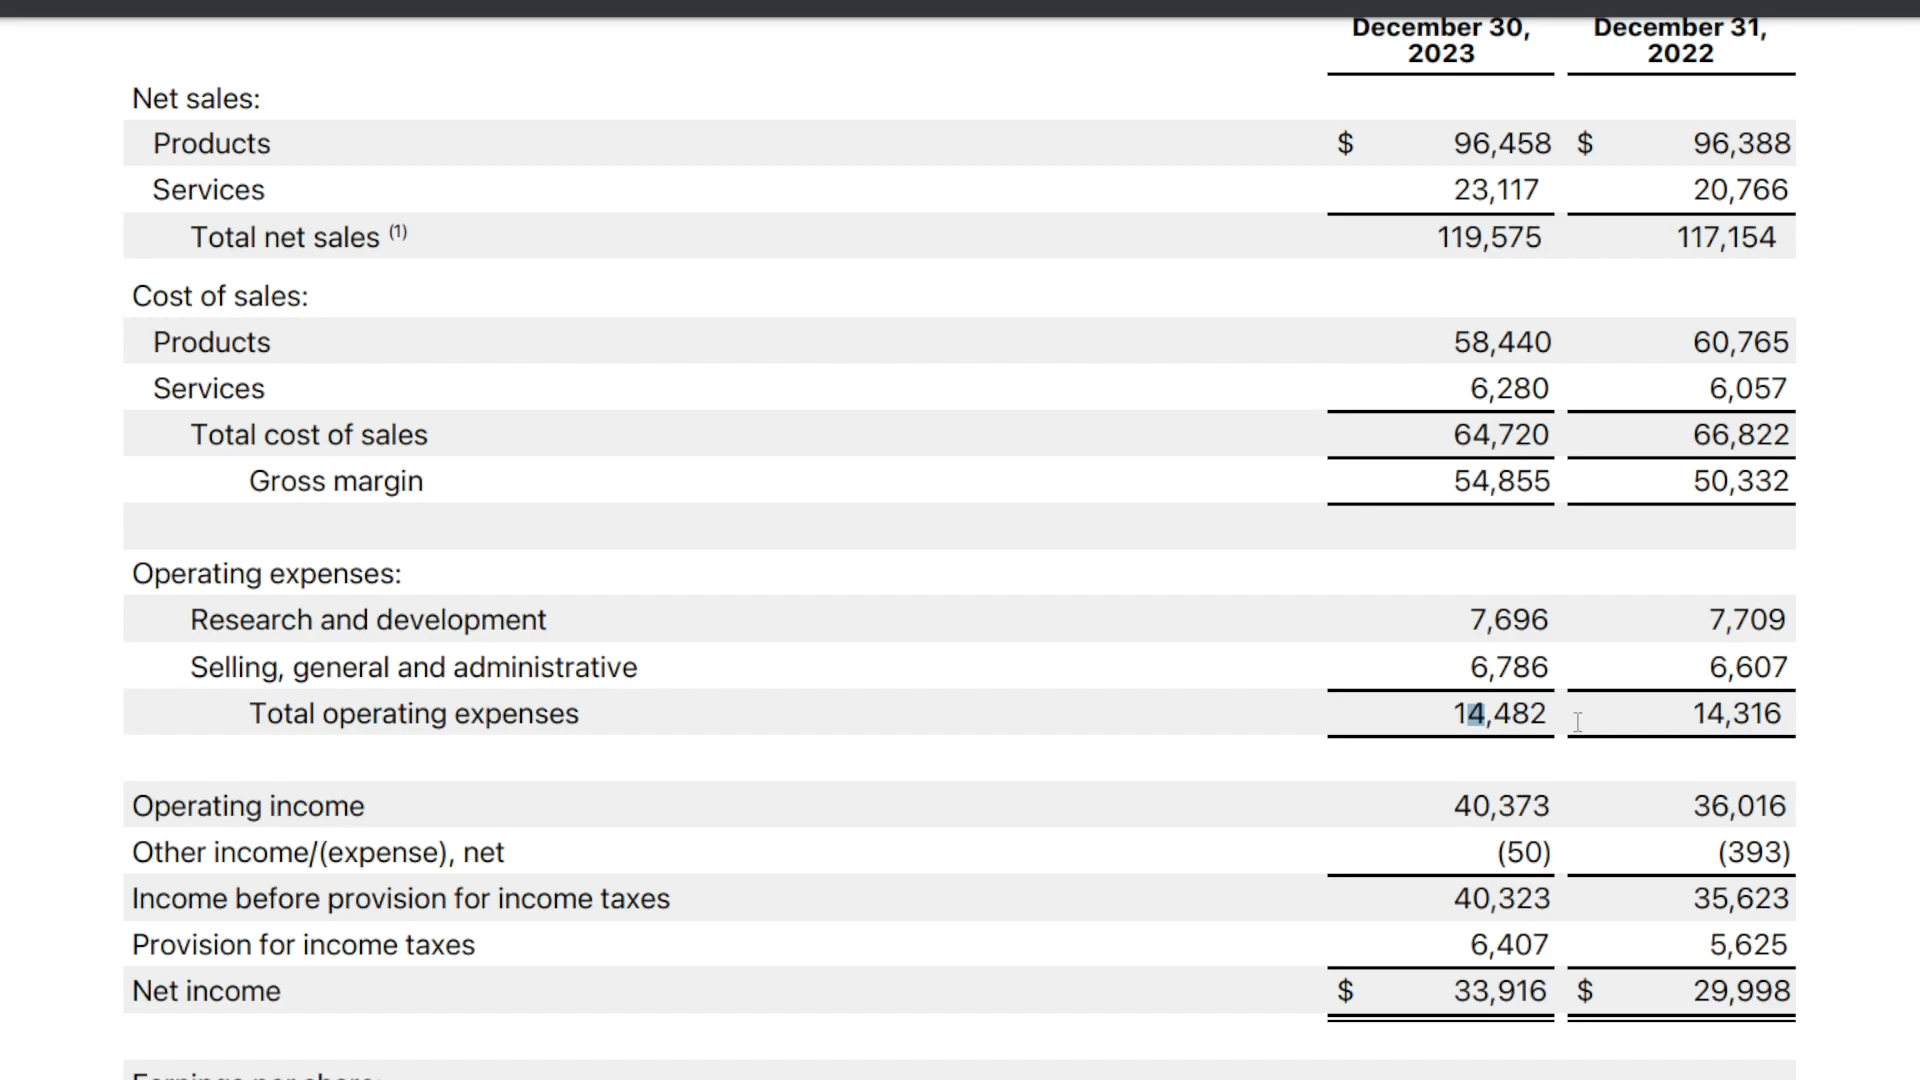 December 30, December 31,
2023 2022
Net sales:
Products $ 96,458 $ 96,388
Services 23,117 20,766
Total net sales (1) 119,575 117,154
Cost of sales:
Products 58,440 60,765
Services 6,280 6,057
Total cost of sales 64,720 66,822
Gross margin 54,855 50,332
Operating expenses:
Research and development 7,696 7,709
Selling, general and administrative 6,786 6,607
Total operating expenses 14,482 14,316
Operating income 40,373 36,016
Other income/(expense), net (50) (393)
Income before provision for income taxes 40,323 35,623
Provision for income taxes 6,407 5,625
Net income $ 33,916 $ 29,998